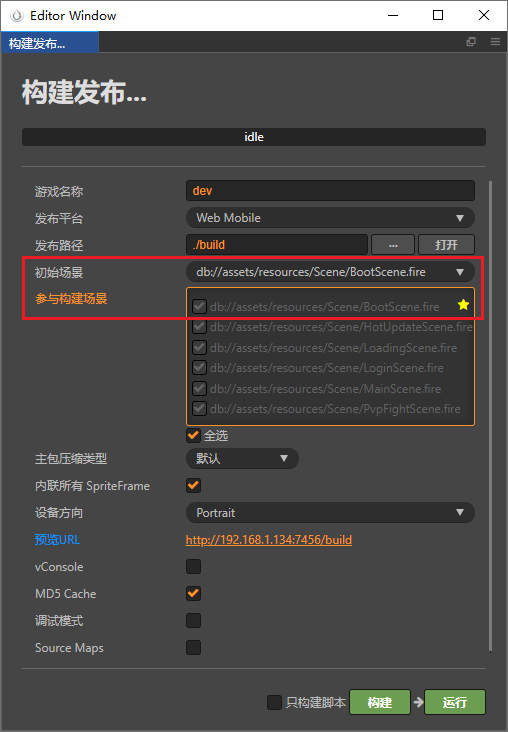 Editor Window
构建发布...
构建发布...
idle
游戏名称 dev
发布平台 Web Mobile
发布路径 ./build ... 打开
初始场景 db://assets/resources/Scene/BootScene.fire
参与构建场景
db://assets/resources/Scene/BootScene.fire
db://assets/resources/Scene/HotUpdateScene.fire
db://assets/resources/Scene/LoadingScene.fire
db://assets/resources/Scene/LoginScene.fire
db://assets/resources/Scene/MainScene.fire
db://assets/resources/Scene/PvpFightScene.fire
全选
主包压缩类型 默认
内联所有 SpriteFrame
设备方向 Portrait
预览URL http://192.168.1.134:7456/build
vConsole
MD5 Cache
调试模式
Source Maps
只构建脚本 构建 运行